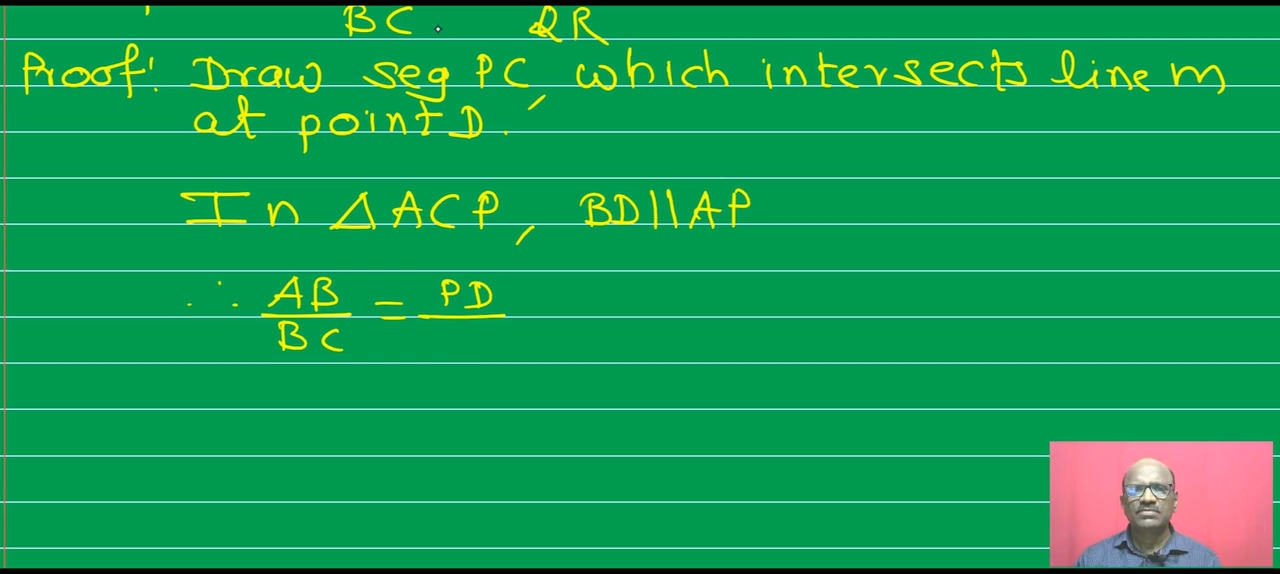 BC. QR
Proof: Draw seg PC, which intersects line m,
at point D.
In △ACP, BD||AP
∴ AB/BC = PD/